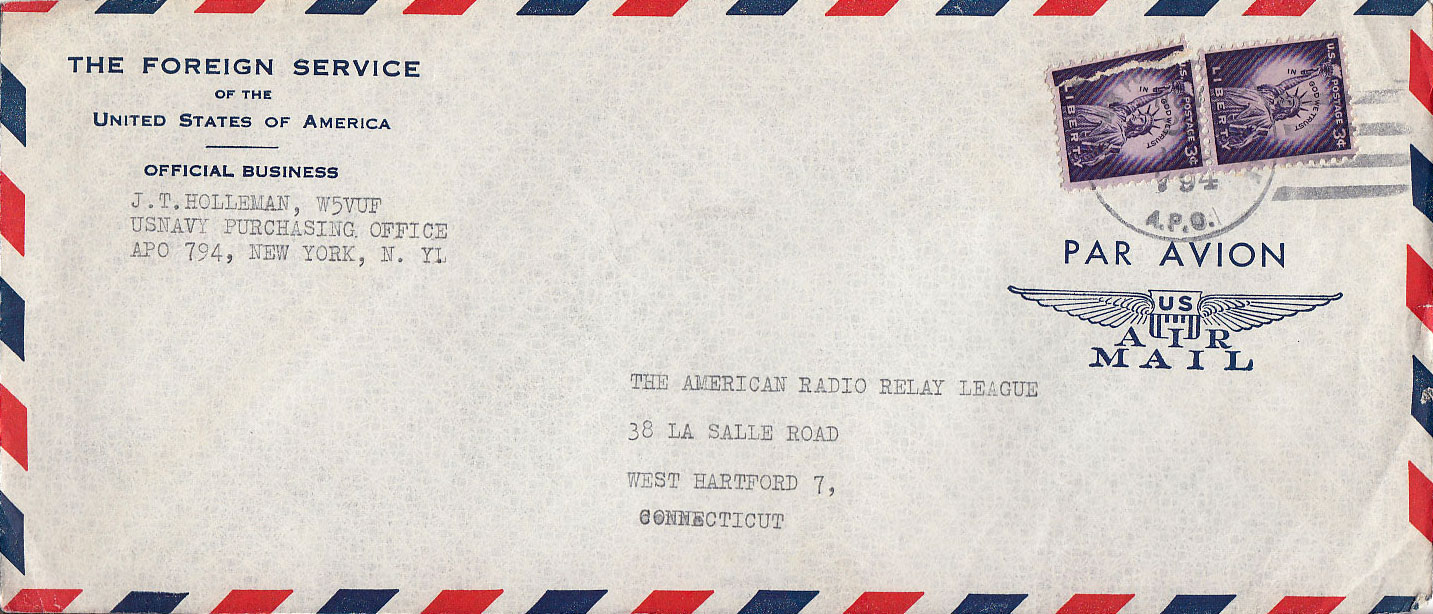 THE FOREIGN SERVICE
OF THE
UNITED STATES OF AMERICA
OFFICIAL BUSINESS
J.T.HOLLEMAN, W5VUF
USNAVY PURCHASING OFFICE
APO 794, NEW YORK, N. YL
U.S. POSTAGE 3¢
LIBERTY
IN GOD WE TRUST
U.S. POSTAGE 3¢
LIBERTY
IN GOD WE TRUST
794
A.P.O.
PAR AVION
US
AIR
MAIL
THE AMERICAN RADIO RELAY LEAGUE
38 LA SALLE ROAD
WEST HARTFORD 7,
CONNECTICUT